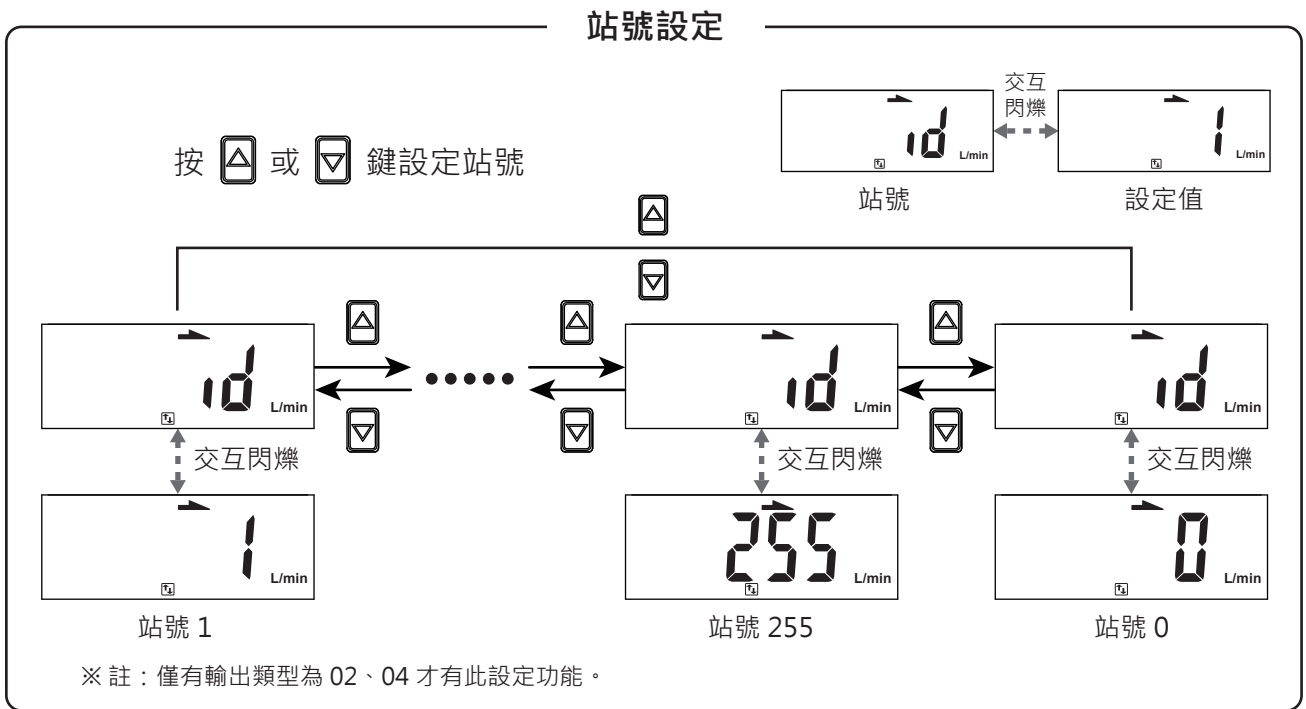 站號設定
交互
閃爍
id L/min
1 L/min
按 或 鍵設定站號
站號
設定值
id L/min
id L/min
id L/min
交互閃爍
交互閃爍
交互閃爍
1 L/min
255 L/min
0 L/min
站號 1
站號 255
站號 0
※ 註：僅有輸出類型為 02、04 才有此設定功能。